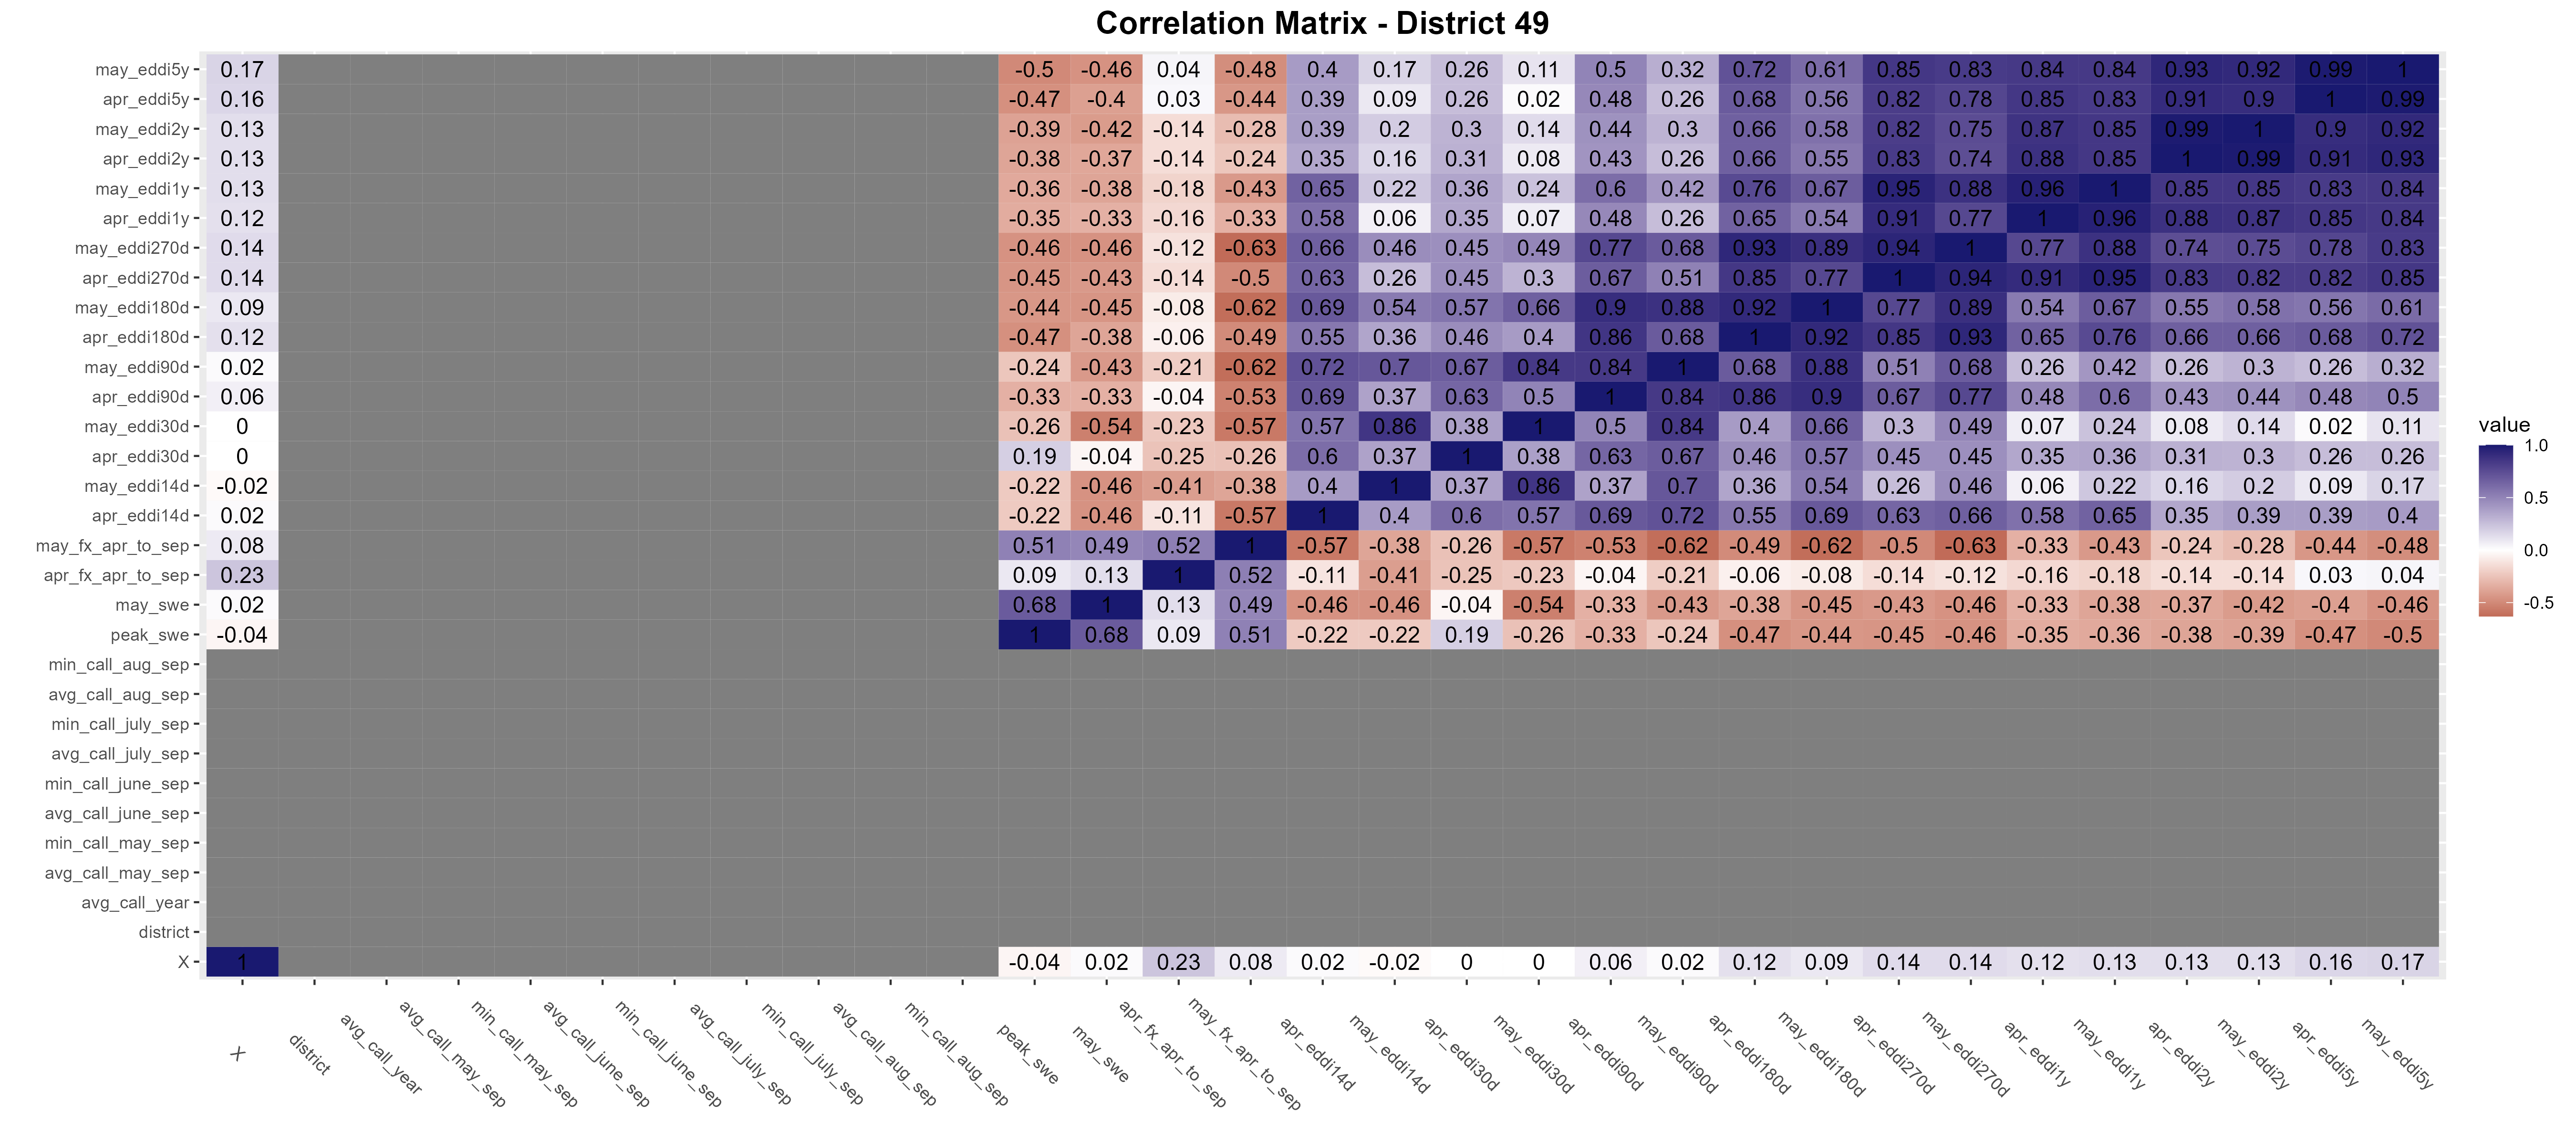 Correlation Matrix - District 49
may_eddi5y 0.17 -0.5 -0.46 0.04 -0.48 0.4 0.17 0.26 0.11 0.5 0.32 0.72 0.61 0.85 0.83 0.84 0.84 0.93 0.92 0.99 1
apr_eddi5y 0.16 -0.47 -0.4 0.03 -0.44 0.39 0.09 0.26 0.02 0.48 0.26 0.68 0.56 0.82 0.78 0.85 0.83 0.91 0.9 1 0.99
may_eddi2y 0.13 -0.39 -0.42 -0.14 -0.28 0.39 0.2 0.3 0.14 0.44 0.3 0.66 0.58 0.82 0.75 0.87 0.85 0.99 1 0.9 0.92
apr_eddi2y 0.13 -0.38 -0.37 -0.14 -0.24 0.35 0.16 0.31 0.08 0.43 0.26 0.66 0.55 0.83 0.74 0.88 0.85 1 0.99 0.91 0.93
may_eddi1y 0.13 -0.36 -0.38 -0.18 -0.43 0.65 0.22 0.36 0.24 0.6 0.42 0.76 0.67 0.95 0.88 0.96 1 0.85 0.85 0.83 0.84
apr_eddi1y 0.12 -0.35 -0.33 -0.16 -0.33 0.58 0.06 0.35 0.07 0.48 0.26 0.65 0.54 0.91 0.77 1 0.96 0.88 0.87 0.85 0.84
may_eddi270d 0.14 -0.46 -0.46 -0.12 -0.63 0.66 0.46 0.45 0.49 0.77 0.68 0.93 0.89 0.94 1 0.77 0.88 0.74 0.75 0.78 0.83
apr_eddi270d 0.14 -0.45 -0.43 -0.14 -0.5 0.63 0.26 0.45 0.3 0.67 0.51 0.85 0.77 1 0.94 0.91 0.95 0.83 0.82 0.82 0.85
may_eddi180d 0.09 -0.44 -0.45 -0.08 -0.62 0.69 0.54 0.57 0.66 0.9 0.88 0.92 1 0.77 0.89 0.54 0.67 0.55 0.58 0.56 0.61
apr_eddi180d 0.12 -0.47 -0.38 -0.06 -0.49 0.55 0.36 0.46 0.4 0.86 0.68 1 0.92 0.85 0.93 0.65 0.76 0.66 0.66 0.68 0.72
may_eddi90d 0.02 -0.24 -0.43 -0.21 -0.62 0.72 0.7 0.67 0.84 0.84 1 0.68 0.88 0.51 0.68 0.26 0.42 0.26 0.3 0.26 0.32
apr_eddi90d 0.06 -0.33 -0.33 -0.04 -0.53 0.69 0.37 0.63 0.5 1 0.84 0.86 0.9 0.67 0.77 0.48 0.6 0.43 0.44 0.48 0.5
may_eddi30d 0 -0.26 -0.54 -0.23 -0.57 0.57 0.86 0.38 1 0.5 0.84 0.4 0.66 0.3 0.49 0.07 0.24 0.08 0.14 0.02 0.11
apr_eddi30d 0 0.19 -0.04 -0.25 -0.26 0.6 0.37 1 0.38 0.63 0.67 0.46 0.57 0.45 0.45 0.35 0.36 0.31 0.3 0.26 0.26
may_eddi14d -0.02 -0.22 -0.46 -0.41 -0.38 0.4 1 0.37 0.86 0.37 0.7 0.36 0.54 0.26 0.46 0.06 0.22 0.16 0.2 0.09 0.17
apr_eddi14d 0.02 -0.22 -0.46 -0.11 -0.57 1 0.4 0.6 0.57 0.69 0.72 0.55 0.69 0.63 0.66 0.58 0.65 0.35 0.39 0.39 0.4
may_fx_apr_to_sep 0.08 0.51 0.49 0.52 1 -0.57 -0.38 -0.26 -0.57 -0.53 -0.62 -0.49 -0.62 -0.5 -0.63 -0.33 -0.43 -0.24 -0.28 -0.44 -0.48
apr_fx_apr_to_sep 0.23 0.09 0.13 1 0.52 -0.11 -0.41 -0.25 -0.23 -0.04 -0.21 -0.06 -0.08 -0.14 -0.12 -0.16 -0.18 -0.14 -0.14 0.03 0.04
may_swe 0.02 0.68 1 0.13 0.49 -0.46 -0.46 -0.04 -0.54 -0.33 -0.43 -0.38 -0.45 -0.43 -0.46 -0.33 -0.38 -0.37 -0.42 -0.4 -0.46
peak_swe -0.04 1 0.68 0.09 0.51 -0.22 -0.22 0.19 -0.26 -0.33 -0.24 -0.47 -0.44 -0.45 -0.46 -0.35 -0.36 -0.38 -0.39 -0.47 -0.5
min_call_aug_sep
avg_call_aug_sep
min_call_july_sep
avg_call_july_sep
min_call_june_sep
avg_call_june_sep
min_call_may_sep
avg_call_may_sep
avg_call_year
district
X 1 -0.04 0.02 0.23 0.08 0.02 -0.02 0 0 0.06 0.02 0.12 0.09 0.14 0.14 0.12 0.13 0.13 0.13 0.16 0.17
X district avg_call_year avg_call_may_sep min_call_may_sep avg_call_june_sep min_call_june_sep avg_call_july_sep min_call_july_sep avg_call_aug_sep min_call_aug_sep peak_swe may_swe apr_fx_apr_to_sep may_fx_apr_to_sep apr_eddi14d may_eddi14d apr_eddi30d may_eddi30d apr_eddi90d may_eddi90d apr_eddi180d may_eddi180d apr_eddi270d may_eddi270d apr_eddi1y may_eddi1y apr_eddi2y may_eddi2y apr_eddi5y may_eddi5y
value
1.0
0.5
0.0
-0.5